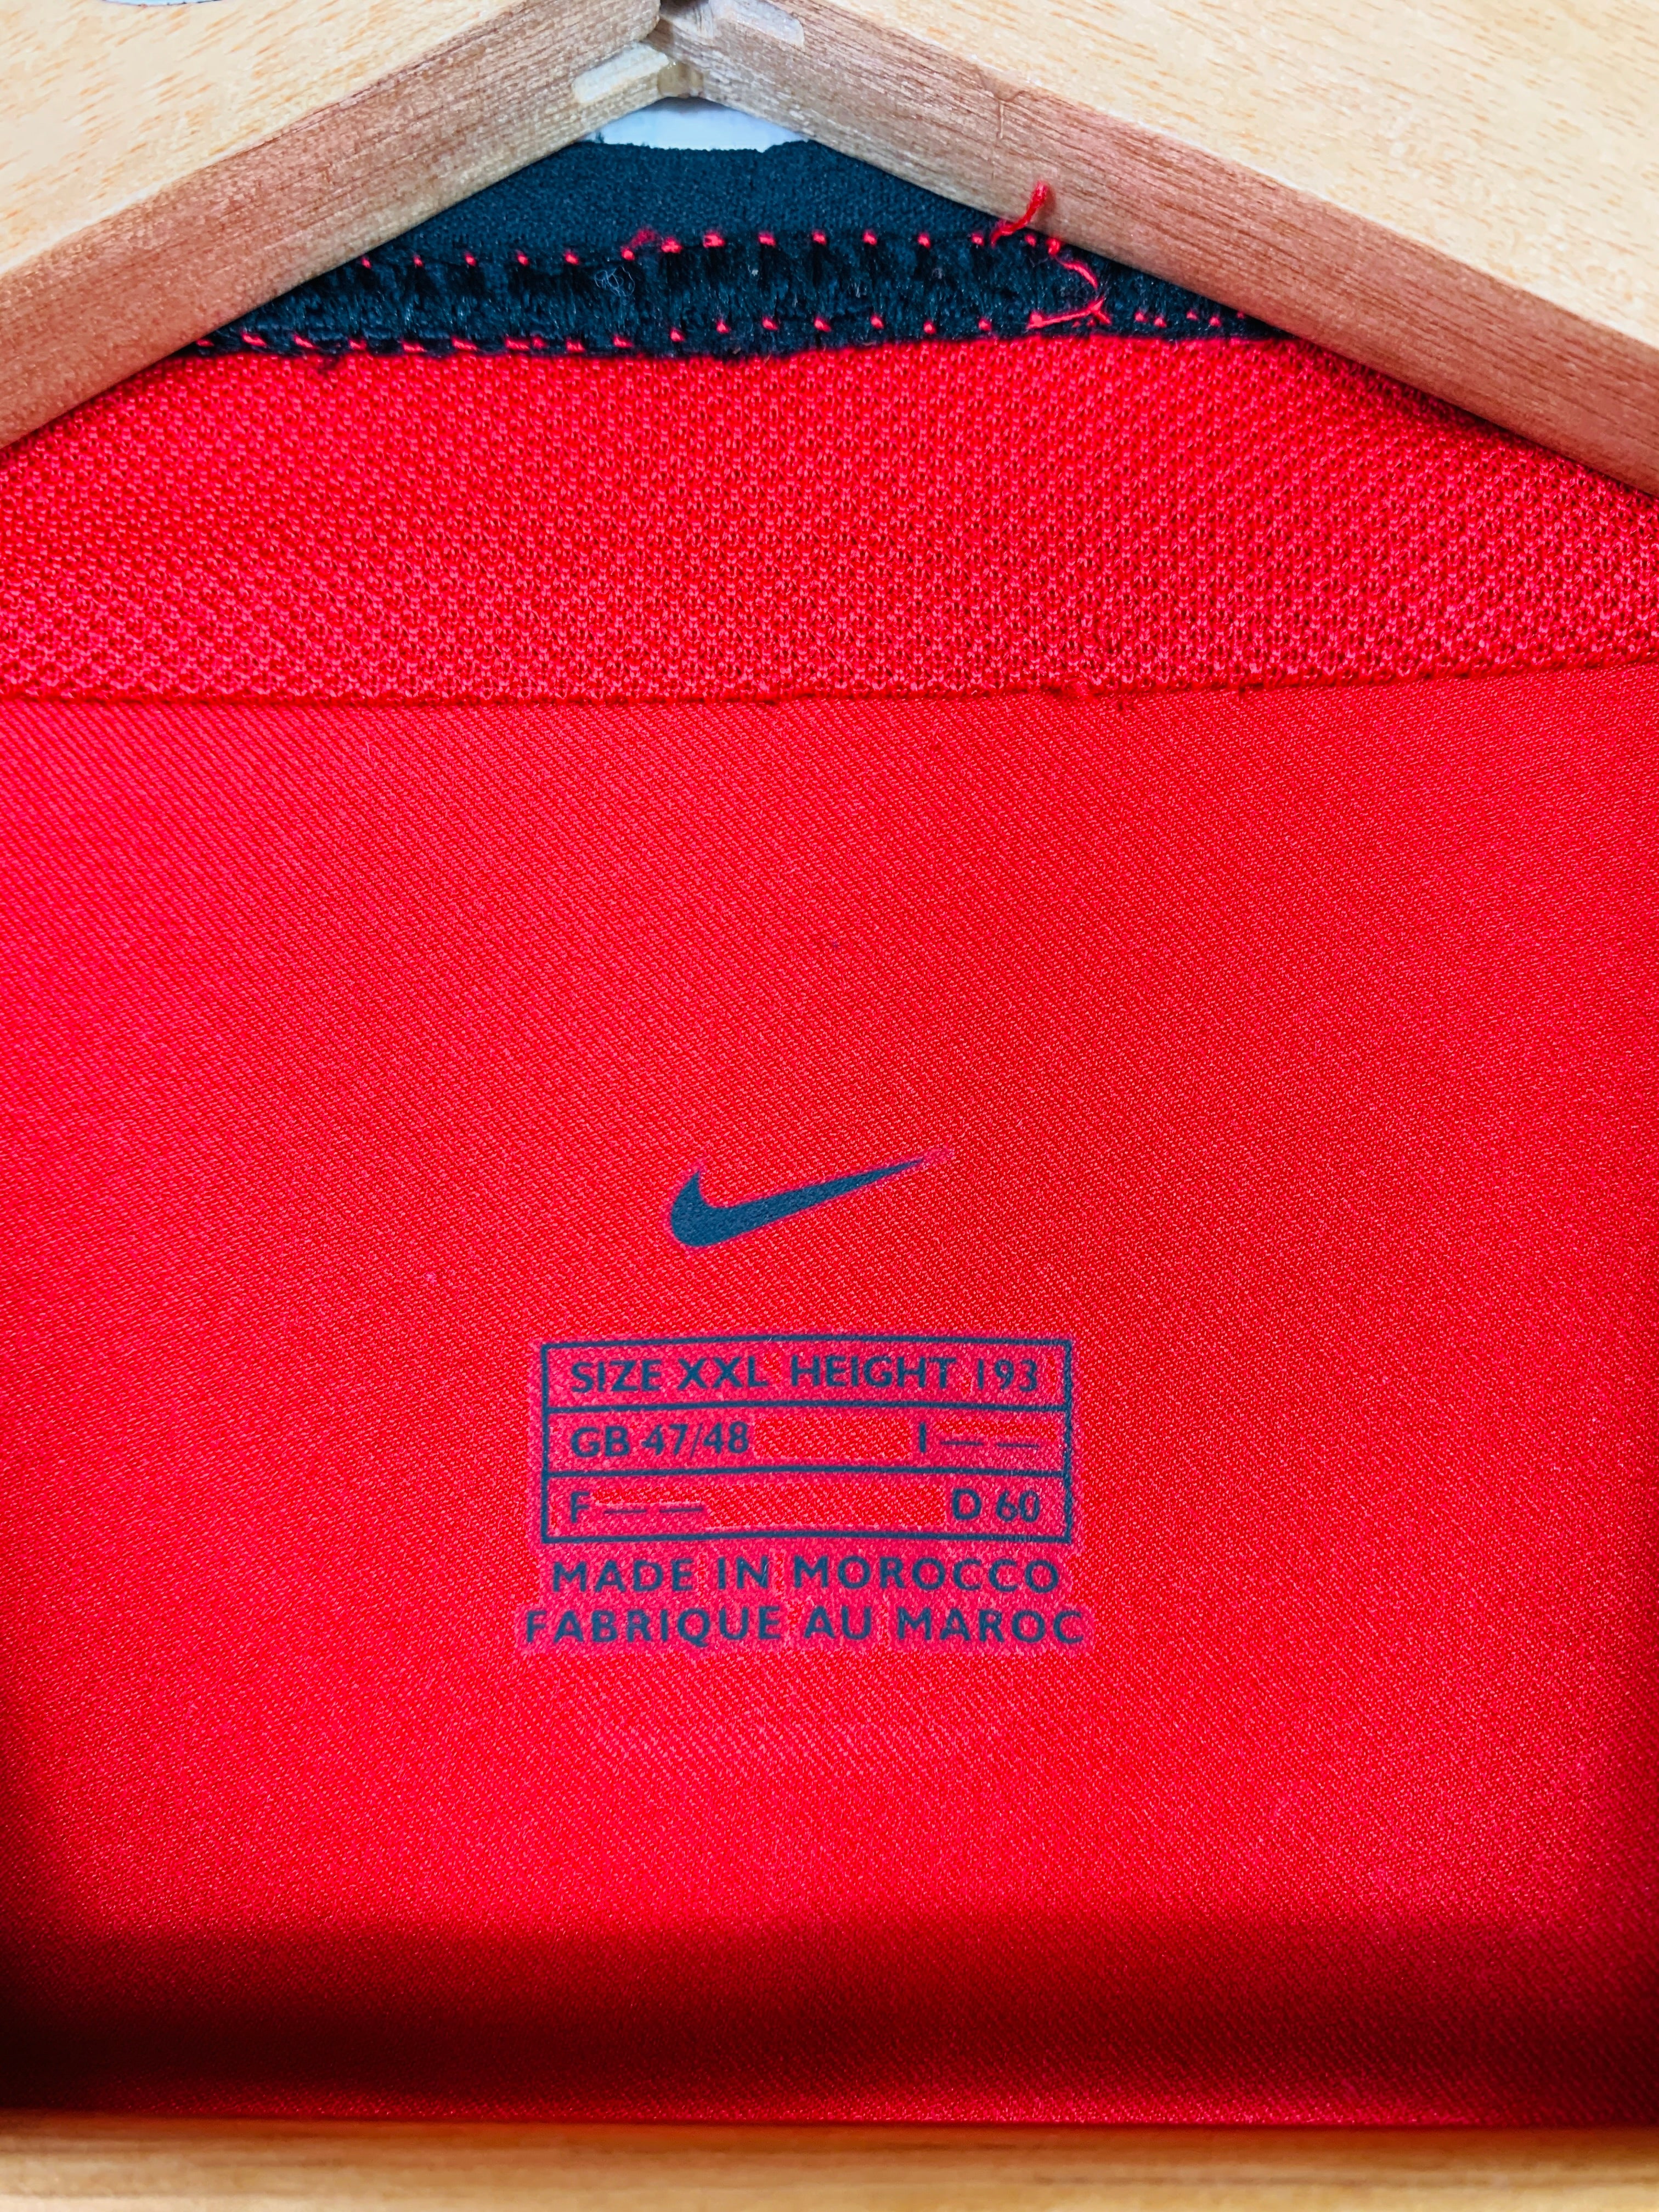 SIZE XXL HEIGHT 193
GB 47/48 I — —
F — — D 60
MADE IN MOROCCO
FABRIQUE AU MAROC